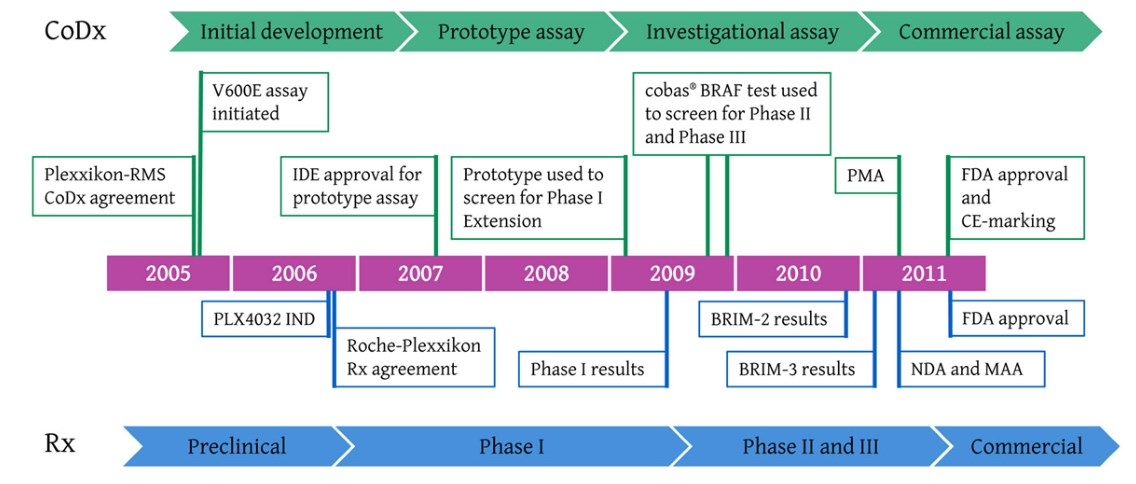 CoDx
Initial development
Prototype assay
Investigational assay
Commercial assay
V600E assay
initiated
cobas® BRAF test used
to screen for Phase II
and Phase III
Plexxikon-RMS
CoDx agreement
IDE approval for
prototype assay
Prototype used to
screen for Phase I
Extension
PMA
FDA approval
and
CE-marking
2005
2006
2007
2008
2009
2010
2011
PLX4032 IND
BRIM-2 results
FDA approval
Roche-Plexxikon
Rx agreement
Phase I results
BRIM-3 results
NDA and MAA
Rx
Preclinical
Phase I
Phase II and III
Commercial